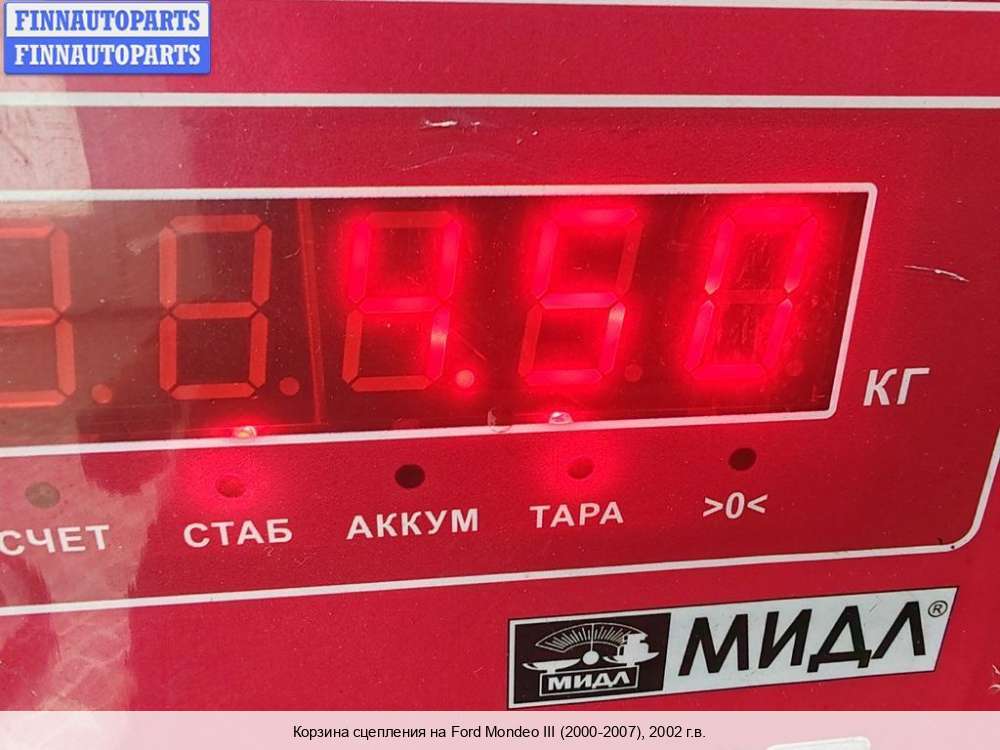 FINNAUTOPARTS
FINNAUTOPARTS
4.50
КГ
СЧЕТ СТАБ АККУМ ТАРА >0<
МИДЛ МИДЛ®
Корзина сцепления на Ford Mondeo III (2000-2007), 2002 г.в.